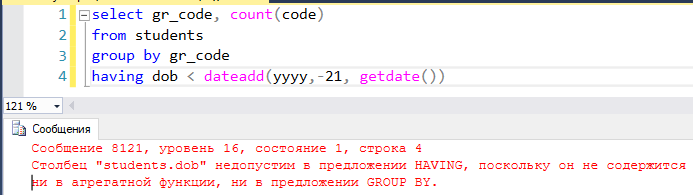 1 select gr_code, count(code)
2 from students
3 group by gr_code
4 having dob < dateadd(yyyy,-21, getdate())
121 %
Сообщения
Сообщение 8121, уровень 16, состояние 1, строка 4
Столбец "students.dob" недопустим в предложении HAVING, поскольку он не содержится
ни в агрегатной функции, ни в предложении GROUP BY.